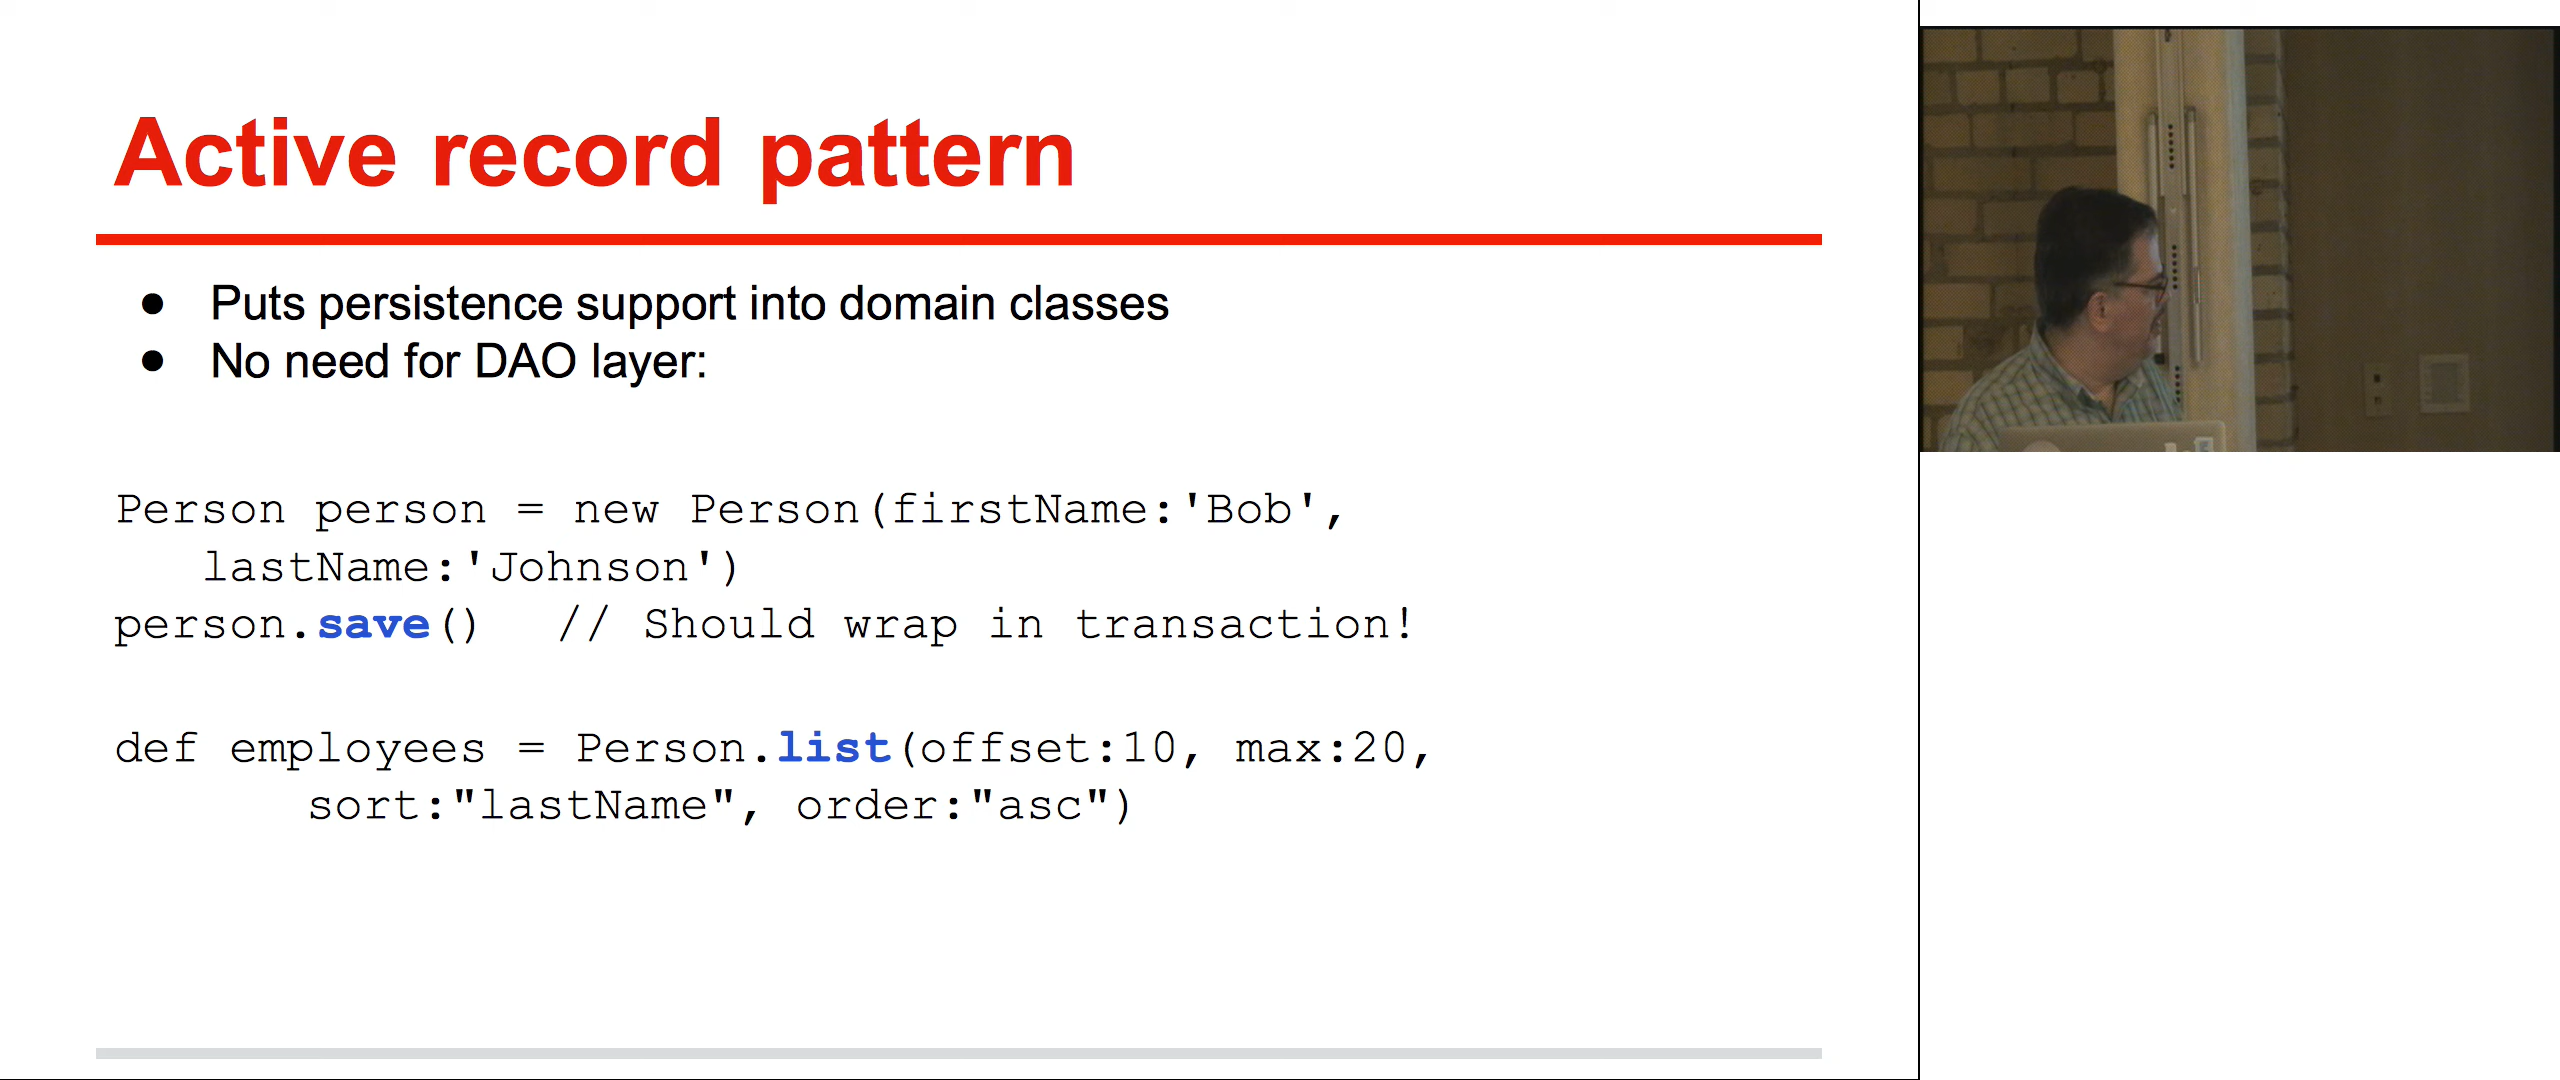 Active record pattern
● Puts persistence support into domain classes
● No need for DAO layer:
Person person = new Person(firstName:'Bob',
lastName:'Johnson')
person.save() // Should wrap in transaction!
def employees = Person.list(offset:10, max:20,
sort:"lastName", order:"asc")